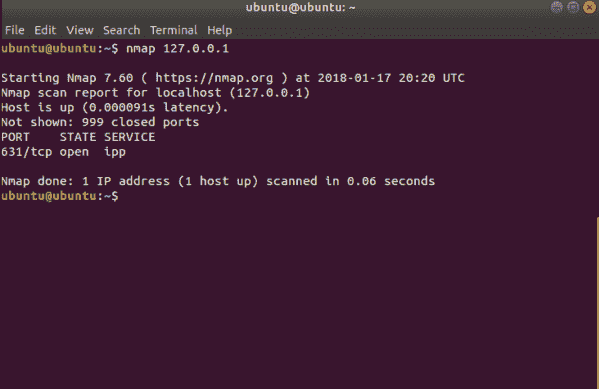 ubuntu@ubuntu: ~
File Edit View Search Terminal Help
ubuntu@ubuntu:~$ nmap 127.0.0.1
Starting Nmap 7.60 ( https://nmap.org ) at 2018-01-17 20:20 UTC
Nmap scan report for localhost (127.0.0.1)
Host is up (0.000091s latency).
Not shown: 999 closed ports
PORT    STATE SERVICE
631/tcp open  ipp
Nmap done: 1 IP address (1 host up) scanned in 0.06 seconds
ubuntu@ubuntu:~$